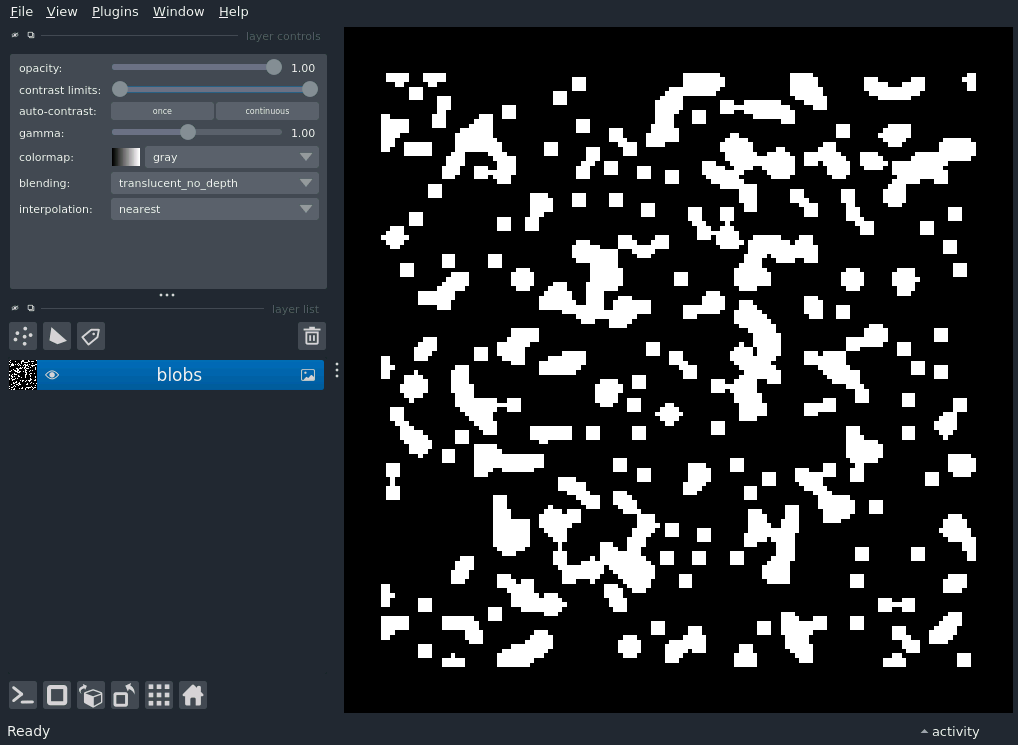 File View Plugins Window Help
layer controls
opacity: 1.00
contrast limits:
auto-contrast: once continuous
gamma: 1.00
colormap: gray
blending: translucent_no_depth
interpolation: nearest
layer list
blobs
Ready activity